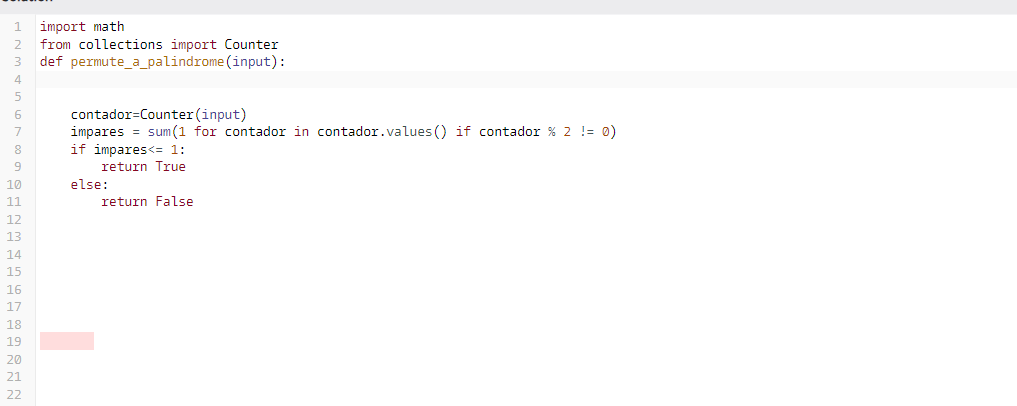 1 import math
2 from collections import Counter
3 def permute_a_palindrome(input):
4
5
6 contador=Counter(input)
7 impares = sum(1 for contador in contador.values() if contador % 2 != 0)
8 if impares<= 1:
9 return True
10 else:
11 return False
12
13
14
15
16
17
18
19
20
21
22